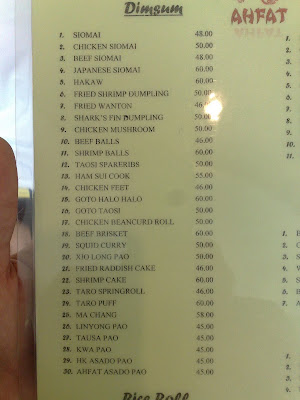 Dimsum
AHFAT
1. SIOMAI 48.00
2. CHICKEN SIOMAI 50.00
3. BEEF SIOMAI 48.00
4. JAPANESE SIOMAI 60.00
5. HAKAW 60.00
6. FRIED SHRIMP DUMPLING 50.00
7. FRIED WANTON 46.00
8. SHARK'S FIN DUMPLING 50.00
9. CHICKEN MUSHROOM 50.00
10. BEEF BALLS 46.00
11. SHRIMP BALLS 60.00
12. TAOSI SPARERIBS 50.00
13. HAM SUI COOK 55.00
14. CHICKEN FEET 46.00
15. GOTO HALO HALO 60.00
16. GOTO TAOSI 50.00
17. CHICKEN BEANCURD ROLL 50.00
18. BEEF BRISKET 60.00
19. SQUID CURRY 50.00
20. XIO LONG PAO 50.00
21. FRIED RADDISH CAKE 46.00
22. SHRIMP CAKE 60.00
23. TARO SPRINGROLL 46.00
24. TARO PUFF 60.00
25. MA CHANG 58.00
26. LINYONG PAO 45.00
27. TAUSA PAO 45.00
28. KWA PAO 45.00
29. HK ASADO PAO 45.00
30. AHFAT ASADO PAO 45.00
Rice Roll